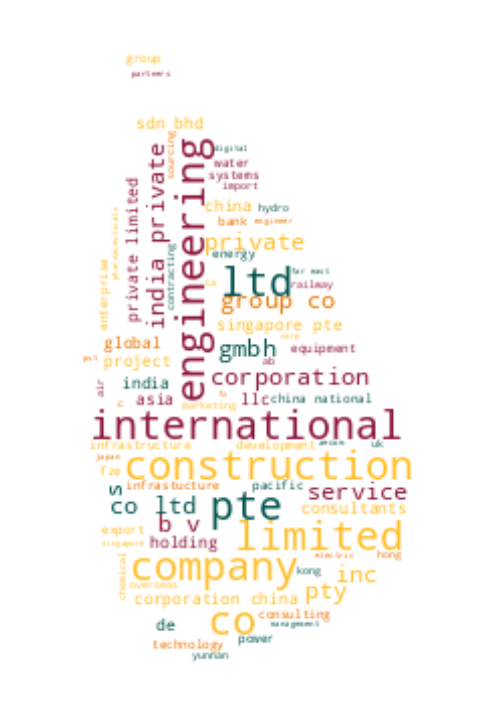 group
partners
sdn bhd
sourcing
digital
engineering
india private
water
systems
import
private limited
china
hydro
pharmaceuticals
bank
engineer
private
contracting
energy
enterprise
ltd
far east
railway
group co
singapore pte
corp
global
gmbh
equipment
project
ab
corporation
air
india
asia
llc
china national
c
marketing
international
infrastructure
development
aecom
uk
japan
construction
fze
s
infrastucture
pacific
service
co ltd
pte
consultants
b v
export
limited
singapore
holding
electric
hong
chemical
company
kong
inc
overseas
pty
corporation china
co
consulting
de
management
power
technology
yunnan